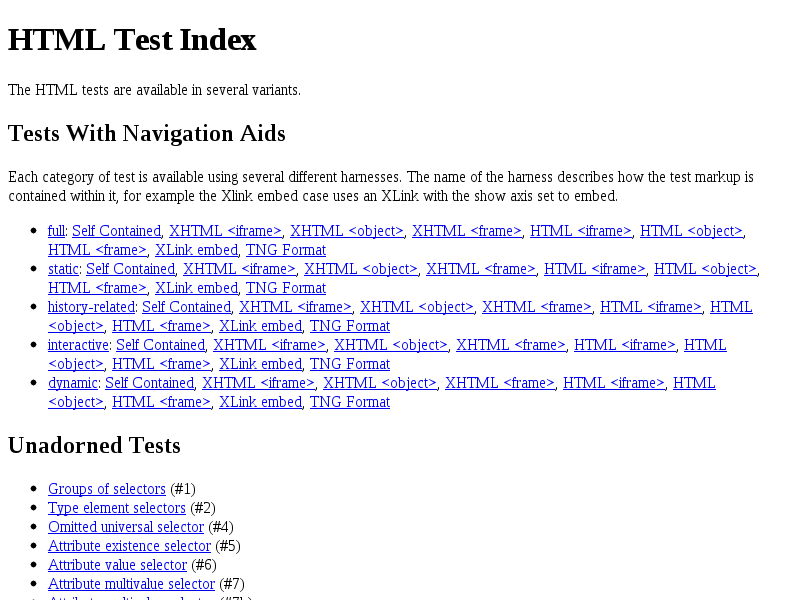 HTML Test Index
The HTML tests are available in several variants.
Tests With Navigation Aids
Each category of test is available using several different harnesses. The name of the harness describes how the test markup is
contained within it, for example the Xlink embed case uses an XLink with the show axis set to embed.
full: Self Contained, XHTML <iframe>, XHTML <object>, XHTML <frame>, HTML <iframe>, HTML <object>,
HTML <frame>, XLink embed, TNG Format
static: Self Contained, XHTML <iframe>, XHTML <object>, XHTML <frame>, HTML <iframe>, HTML <object>,
HTML <frame>, XLink embed, TNG Format
history-related: Self Contained, XHTML <iframe>, XHTML <object>, XHTML <frame>, HTML <iframe>, HTML
<object>, HTML <frame>, XLink embed, TNG Format
interactive: Self Contained, XHTML <iframe>, XHTML <object>, XHTML <frame>, HTML <iframe>, HTML
<object>, HTML <frame>, XLink embed, TNG Format
dynamic: Self Contained, XHTML <iframe>, XHTML <object>, XHTML <frame>, HTML <iframe>, HTML
<object>, HTML <frame>, XLink embed, TNG Format
Unadorned Tests
Groups of selectors (#1)
Type element selectors (#2)
Omitted universal selector (#4)
Attribute existence selector (#5)
Attribute value selector (#6)
Attribute multivalue selector (#7)